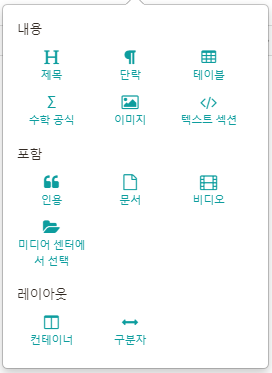 내용
제목
단락
테이블
수학 공식
이미지
텍스트 섹션
포함
인용
문서
비디오
미디어 센터에
서 선택
레이아웃
컨테이너
구분자